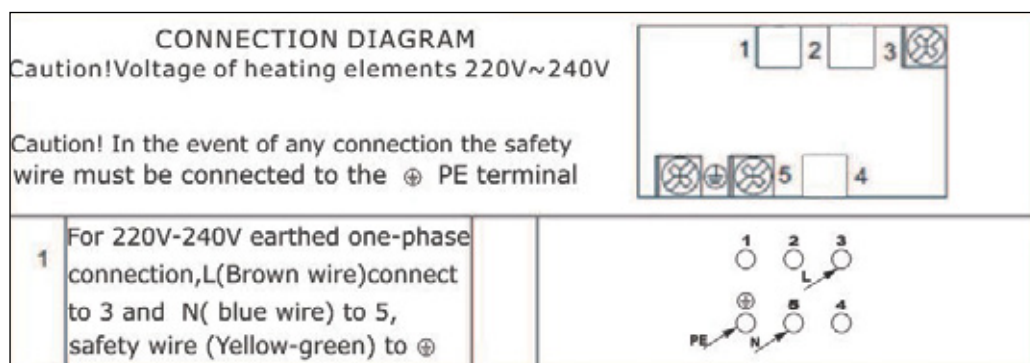 CONNECTION DIAGRAM
Caution!Voltage of heating elements 220V~240V
Caution! In the event of any connection the safety
wire must be connected to the ⏚ PE terminal
1 2 3
5 4
1
For 220V-240V earthed one-phase
connection,L(Brown wire)connect
to 3 and N( blue wire) to 5,
safety wire (Yellow-green) to ⏚
1 2 3
L
5 4
PE N